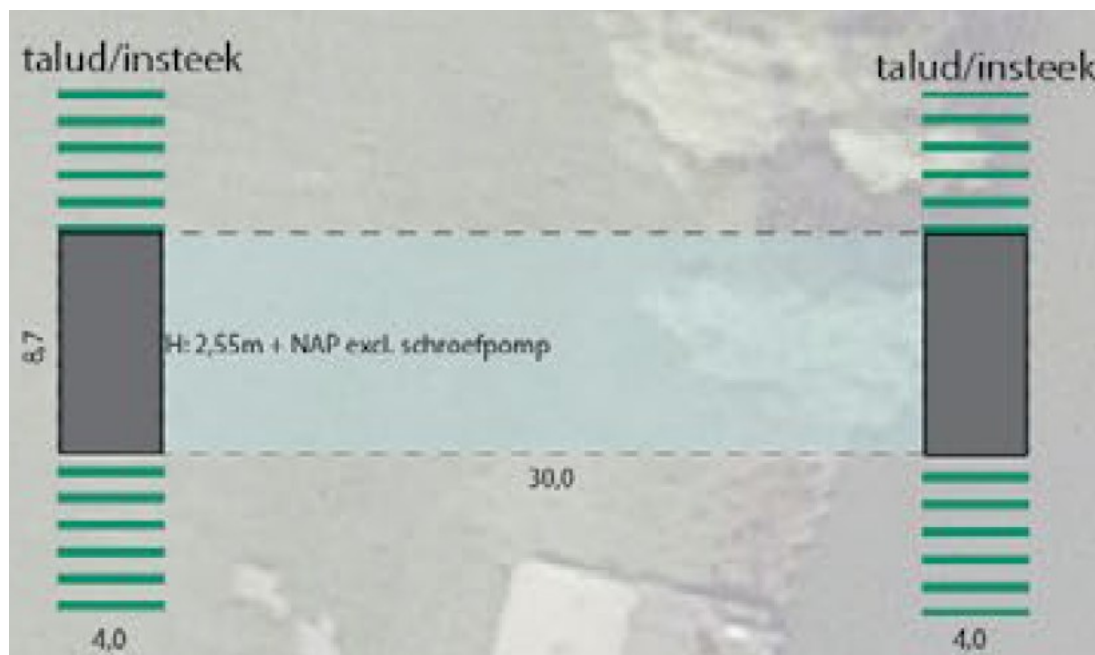 talud/insteek
talud/insteek
8,7
H: 2,55m + NAP excl. schroefpomp
30,0
4,0
4,0